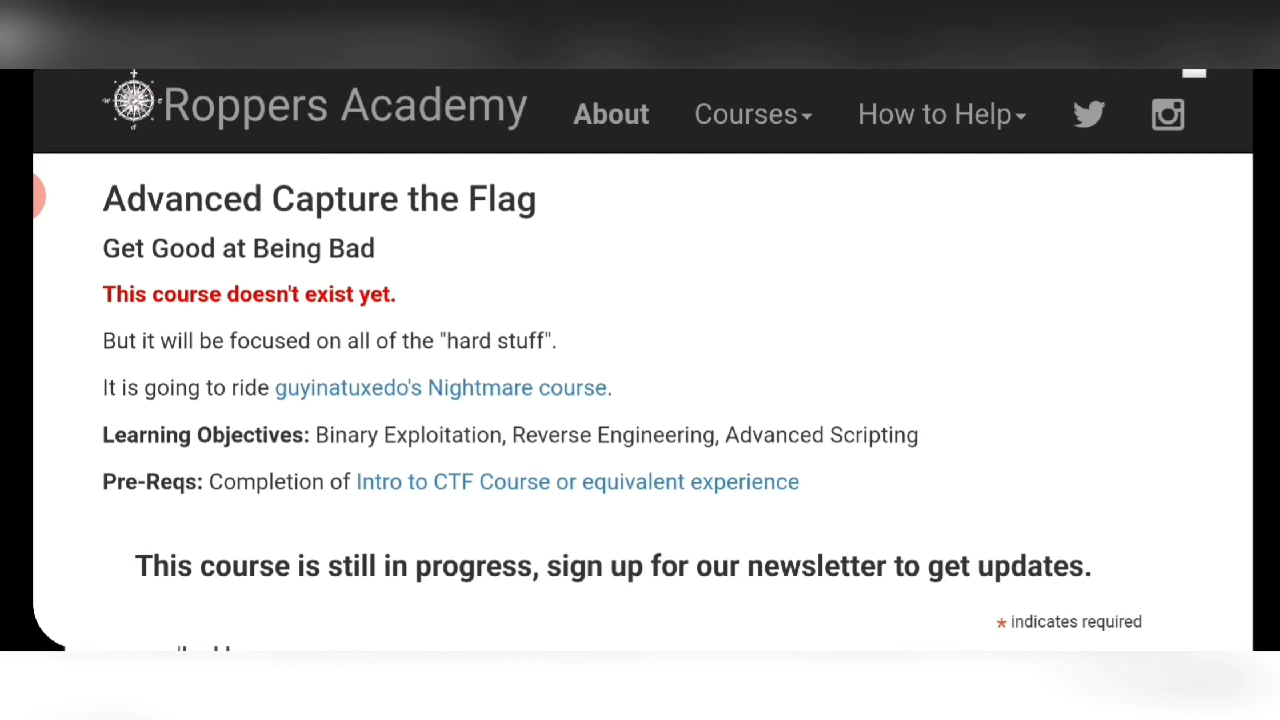 Roppers Academy About Courses How to Help
Advanced Capture the Flag
Get Good at Being Bad
This course doesn't exist yet.
But it will be focused on all of the "hard stuff".
It is going to ride guyinatuxedo's Nightmare course.
Learning Objectives: Binary Exploitation, Reverse Engineering, Advanced Scripting
Pre-Reqs: Completion of Intro to CTF Course or equivalent experience
This course is still in progress, sign up for our newsletter to get updates.
* indicates required